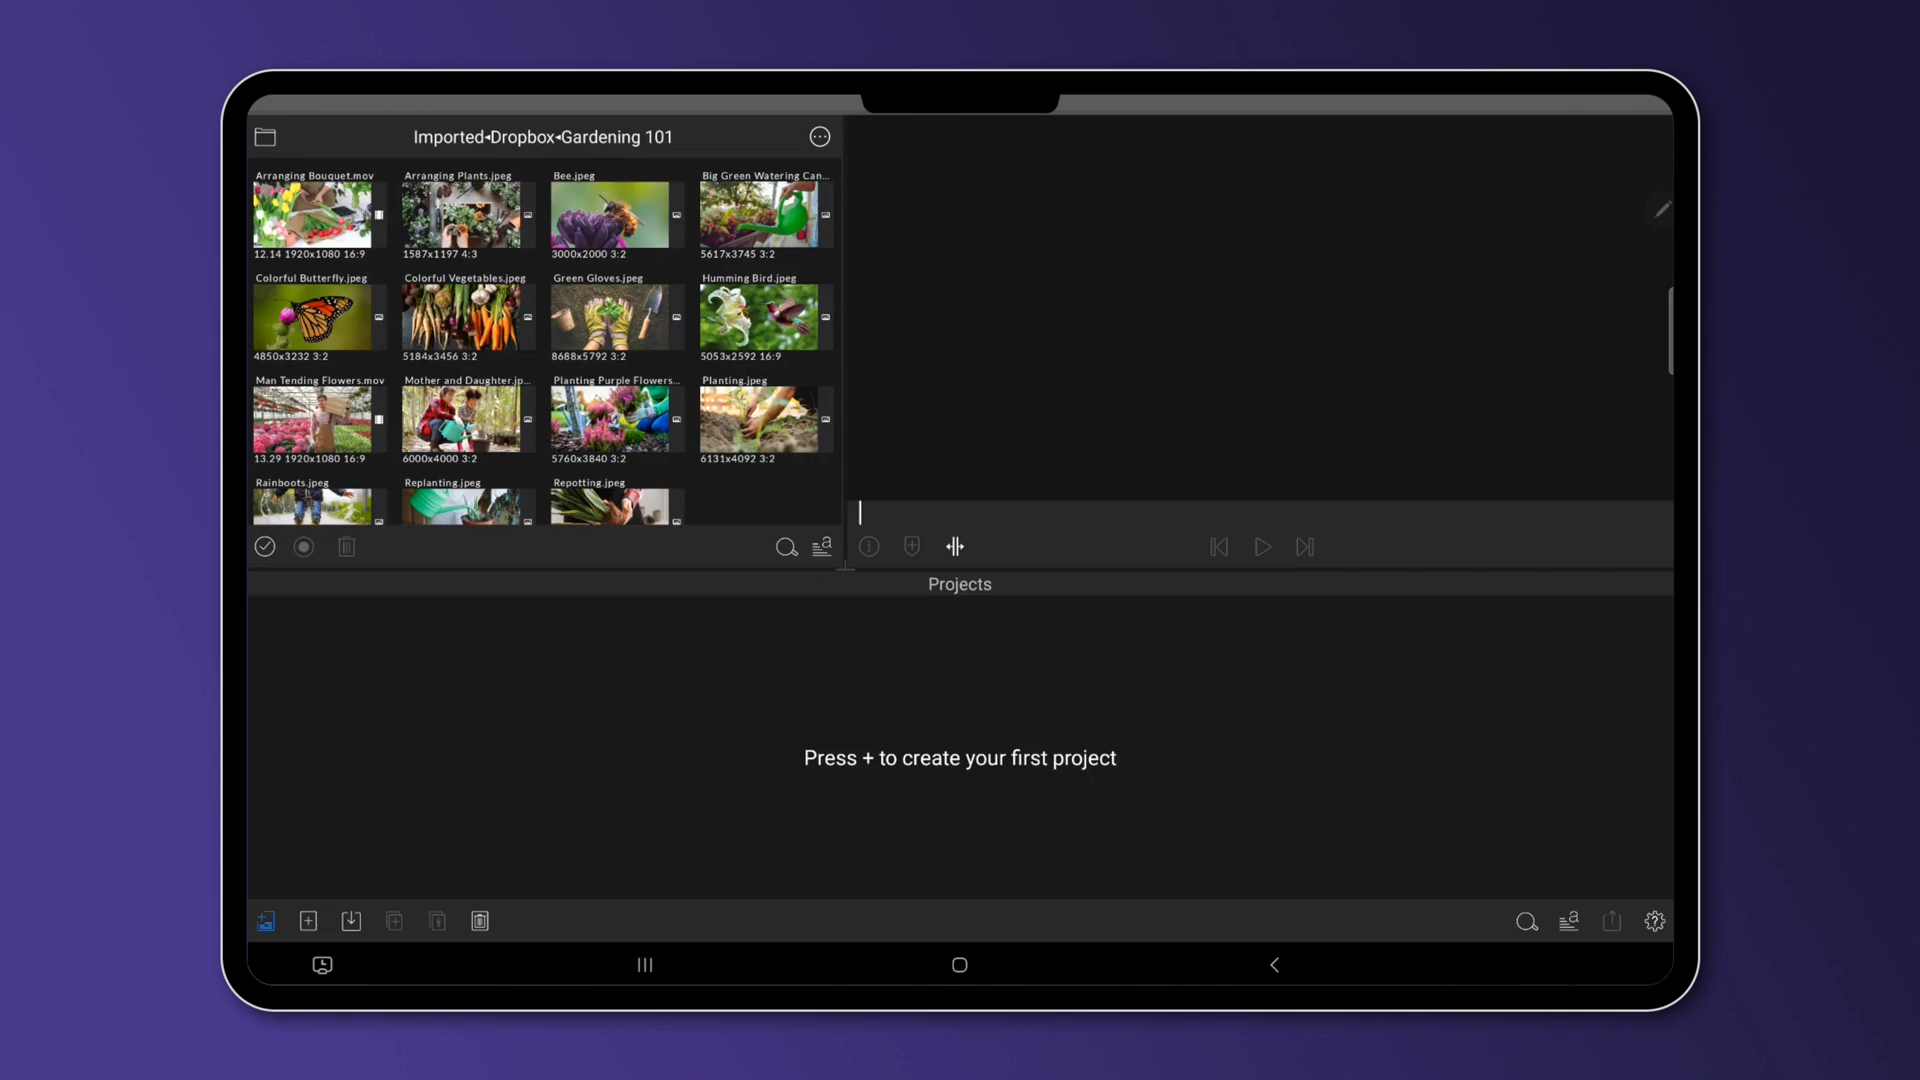 Imported◂Dropbox◂Gardening 101
Arranging Bouquet.mov
Arranging Plants.jpeg
Bee.jpeg
Big Green Watering Can...
12.14 1920x1080 16:9
1587x1197 4:3
3000x2000 3:2
5617x3745 3:2
Colorful Butterfly.jpeg
Colorful Vegetables.jpeg
Green Gloves.jpeg
Humming Bird.jpeg
4850x3232 3:2
5184x3456 3:2
8688x5792 3:2
5053x2592 16:9
Man Tending Flowers.mov
Mother and Daughter.jp...
Planting Purple Flowers...
Planting.jpeg
13.29 1920x1080 16:9
6000x4000 3:2
5760x3840 3:2
6131x4092 3:2
Rainboots.jpeg
Replanting.jpeg
Repotting.jpeg
Projects
Press + to create your first project